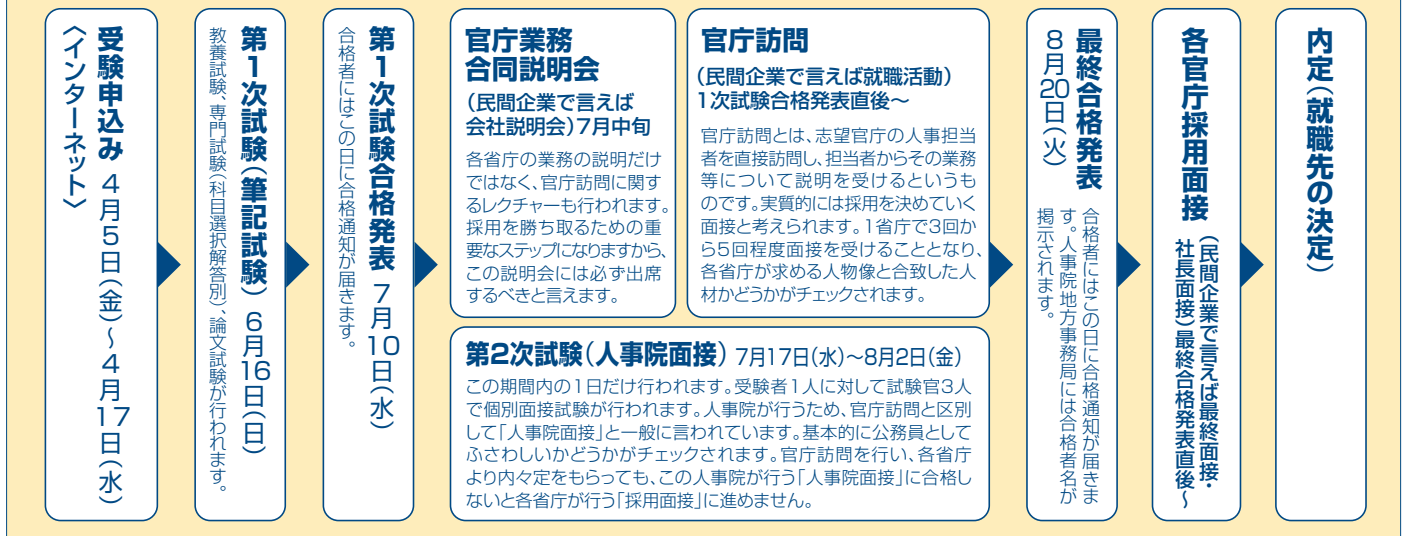 受験申込み 4月5日(金)～4月17日(水)
〈インターネット〉
第1次試験(筆記試験) 6月16日(日)
教養試験、専門試験(科目選択解答別)、論文試験が行われます。
第1次試験合格発表 7月10日(水)
合格者にはこの日に合格通知が届きます。
官庁業務
合同説明会
(民間企業で言えば
会社説明会)7月中旬
各省庁の業務の説明だけ
ではなく、官庁訪問に関す
るレクチャーも行われます。
採用を勝ち取るための重
要なステップになりますから、
この説明会には必ず出席
するべきと言えます。
官庁訪問
(民間企業で言えば就職活動)
1次試験合格発表直後～
官庁訪問とは、志望官庁の人事担当
者を直接訪問し、担当者からその業務
等について説明を受けるというも
のです。実質的には採用を決めていく
面接と考えられます。1省庁で3回か
ら5回程度面接を受けることとなり、
各省庁が求める人物像と合致した人
材かどうかがチェックされます。
第2次試験(人事院面接) 7月17日(水)～8月2日(金)
この期間内の1日だけ行われます。受験者1人に対して試験官3人
で個別面接試験が行われます。人事院が行うため、官庁訪問と区別
して「人事院面接」と一般に言われています。基本的に公務員として
ふさわしいかどうかがチェックされます。官庁訪問を行い、各省庁
より内々定をもらっても、この人事院が行う「人事院面接」に合格し
ないと各省庁が行う「採用面接」に進めません。
最終合格発表
8月20日(火)
合格者にはこの日に合格通知が届きま
す。人事院地方事務局には合格者名が
掲示されます。
各官庁採用面接
(民間企業で言えば最終面接・
社長面接)最終合格発表直後～
内定(就職先の決定)